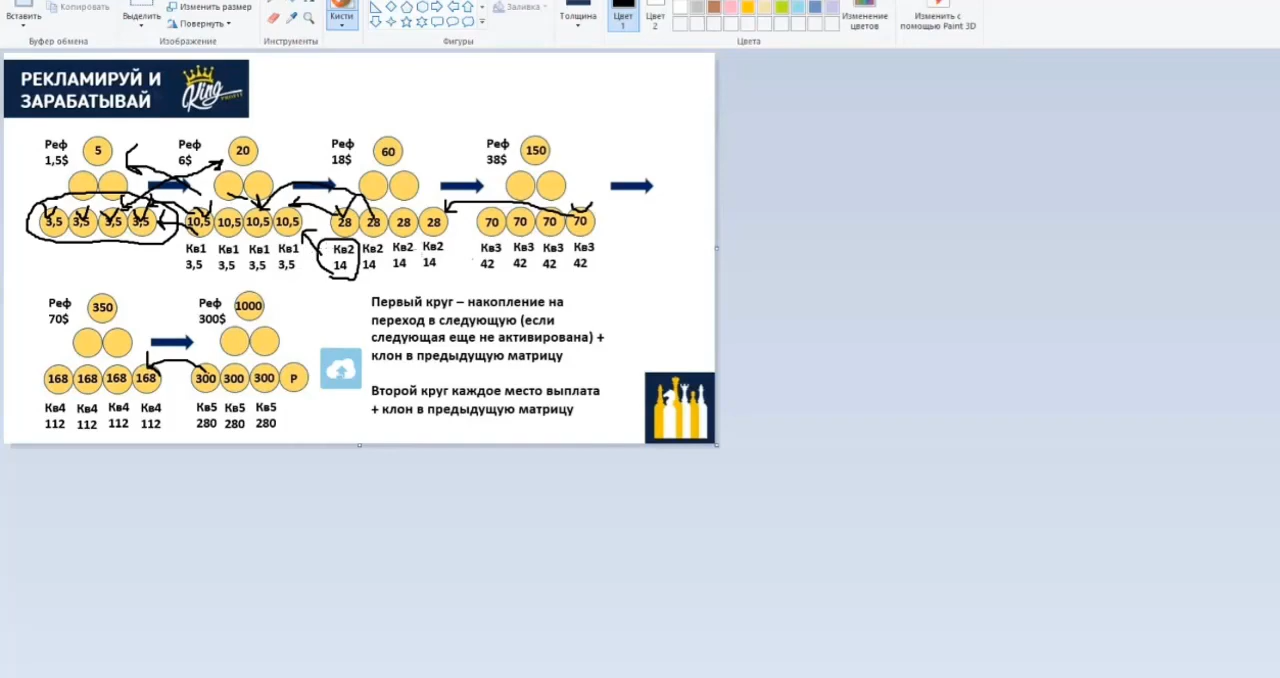 Вставить
Копировать
Буфер обмена
Выделить
Изменить размер
Повернуть
Изображение
Инструменты
Кисти
Фигуры
Заливка
Толщина
Цвет
1
Цвет
2
Цвета
Изменение
цветов
Изменить с
помощью Paint 3D
РЕКЛАМИРУЙ И
ЗАРАБАТЫВАЙ
King
PROFIT
Реф 5 Реф 20 Реф 60 Реф 150
1,5$ 6$ 18$ 38$
3,5 3,5 3,5 3,5 10,5 10,5 10,5 10,5 28 28 28 28 70 70 70 70
Кв1 Кв1 Кв1 Кв1 Кв2 Кв2 Кв2 Кв2 Кв3 Кв3 Кв3 Кв3
3,5 3,5 3,5 3,5 14 14 14 14 42 42 42 42
Реф 350 Реф 1000
70$ 300$
168 168 168 168 300 300 300 Р
Кв4 Кв4 Кв4 Кв4 Кв5 Кв5 Кв5
112 112 112 112 280 280 280
Первый круг – накопление на
переход в следующую (если
следующая еще не активирована) +
клон в предыдущую матрицу
Второй круг каждое место выплата
+ клон в предыдущую матрицу